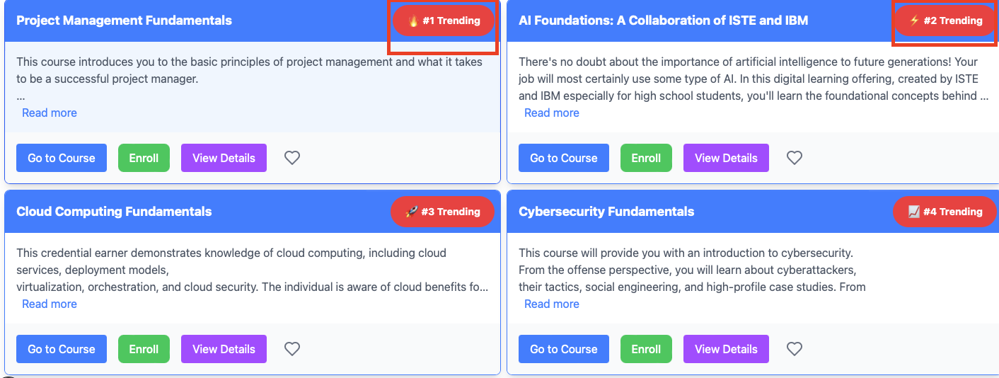 Project Management Fundamentals
🔥 #1 Trending
This course introduces you to the basic principles of project management and what it takes
to be a successful project manager.
...
Read more
Go to Course
Enroll
View Details
AI Foundations: A Collaboration of ISTE and IBM
⚡ #2 Trending
There's no doubt about the importance of artificial intelligence to future generations! Your
job will most certainly use some type of AI. In this digital learning offering, created by ISTE
and IBM especially for high school students, you'll learn the foundational concepts behind ...
Read more
Go to Course
Enroll
View Details
Cloud Computing Fundamentals
🚀 #3 Trending
This credential earner demonstrates knowledge of cloud computing, including cloud
services, deployment models,
virtualization, orchestration, and cloud security. The individual is aware of cloud benefits fo...
Read more
Go to Course
Enroll
View Details
Cybersecurity Fundamentals
📈 #4 Trending
This course will provide you with an introduction to cybersecurity.
From the offense perspective, you will learn about cyberattackers,
their tactics, social engineering, and high-profile case studies. From
Read more
Go to Course
Enroll
View Details